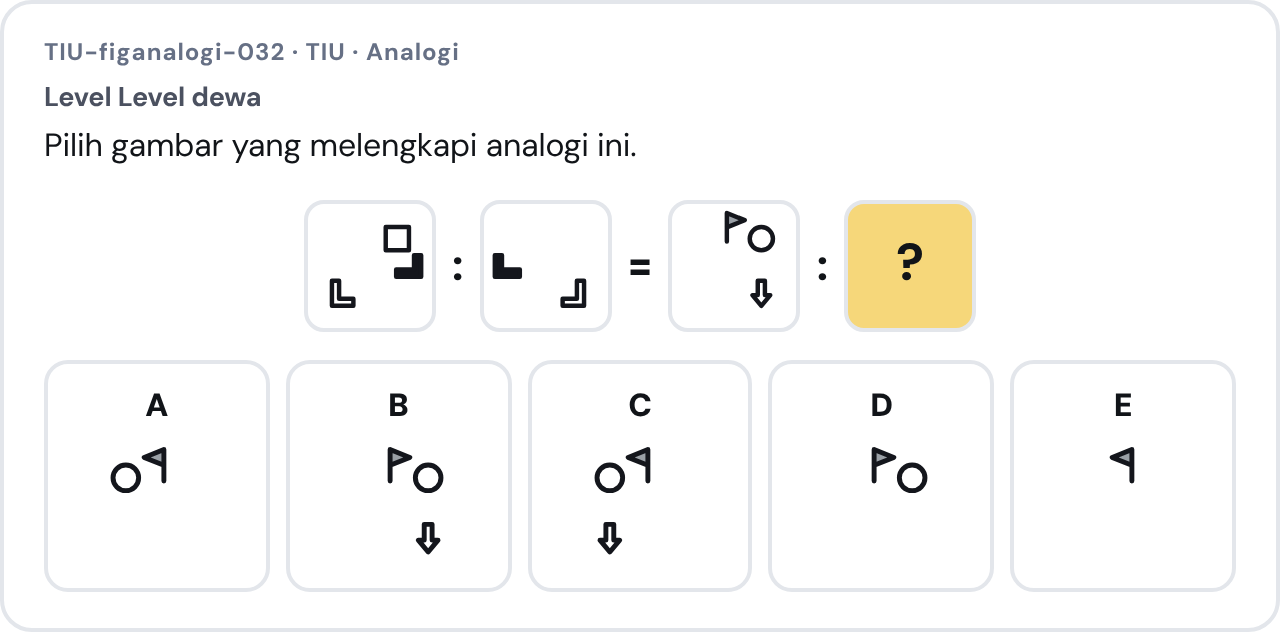 TIU-figanalogi-032 · TIU · Analogi
Level Level dewa
Pilih gambar yang melengkapi analogi ini.
: = : ?
A B C D E